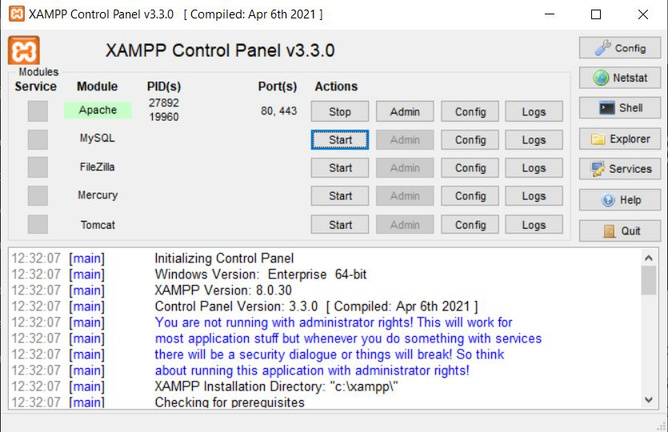 XAMPP Control Panel v3.3.0 [ Compiled: Apr 6th 2021 ]
XAMPP Control Panel v3.3.0
Config
Modules
Service Module PID(s) Port(s) Actions
Netstat
Apache 27892 19960 80, 443 Stop Admin Config Logs
Shell
MySQL Start Admin Config Logs
Explorer
FileZilla Start Admin Config Logs
Services
Mercury Start Admin Config Logs
Help
Tomcat Start Admin Config Logs
Quit
12:32:07 [main] Initializing Control Panel
12:32:07 [main] Windows Version: Enterprise 64-bit
12:32:07 [main] XAMPP Version: 8.0.30
12:32:07 [main] Control Panel Version: 3.3.0 [ Compiled: Apr 6th 2021 ]
12:32:07 [main] You are not running with administrator rights! This will work for
12:32:07 [main] most application stuff but whenever you do something with services
12:32:07 [main] there will be a security dialogue or things will break! So think
12:32:07 [main] about running this application with administrator rights!
12:32:07 [main] XAMPP Installation Directory: "c:\xampp\"
12:32:07 [main] Checking for prerequisites